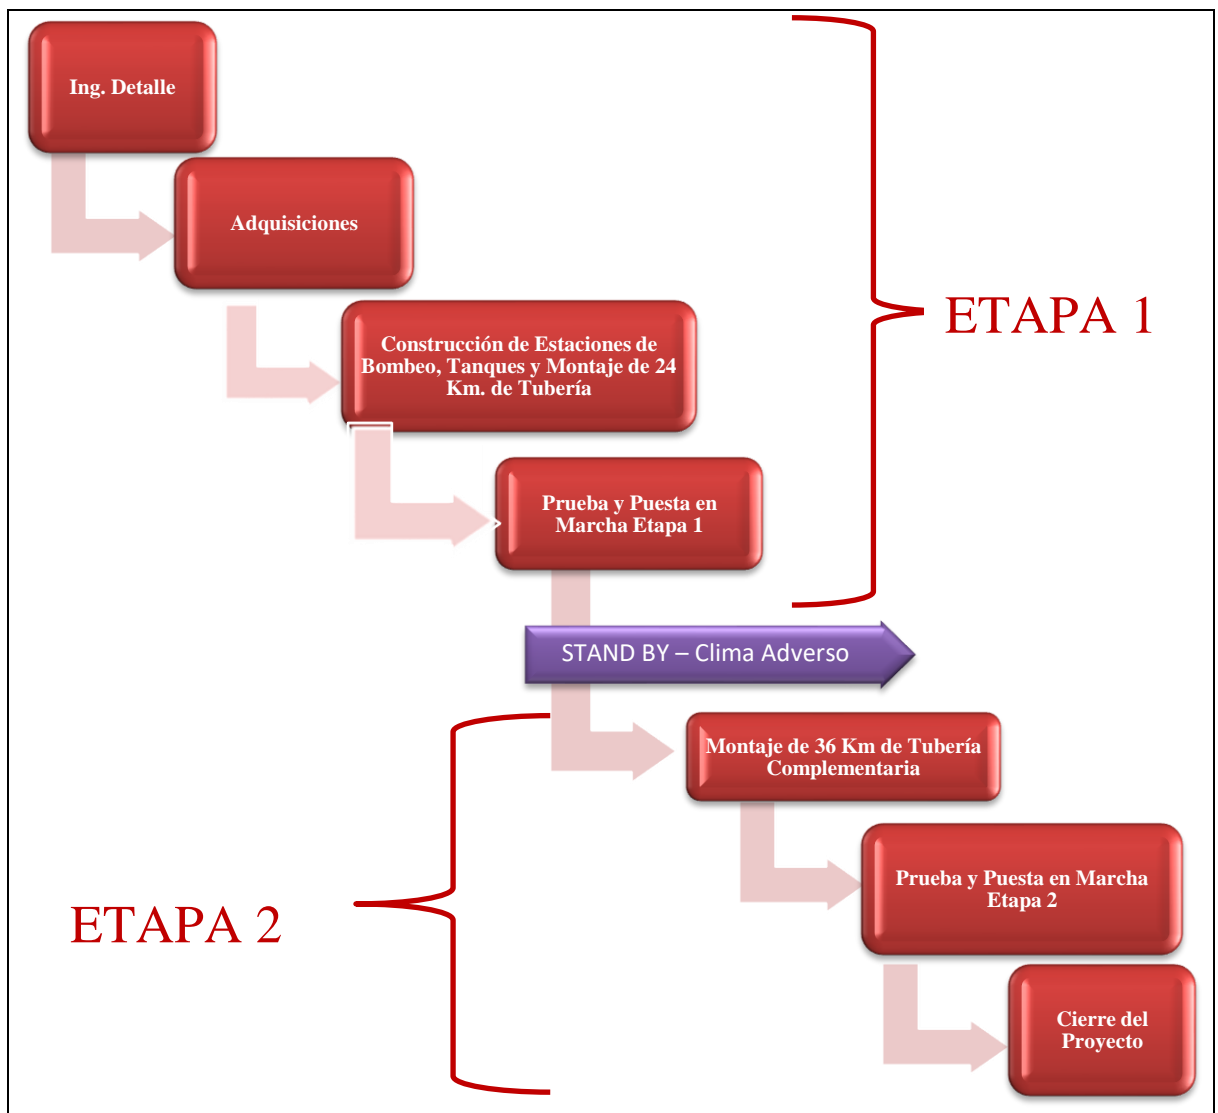 Ing. Detalle
Adquisiciones
Construcción de Estaciones de
Bombeo, Tanques y Montaje de 24
Km. de Tubería
ETAPA 1
Prueba y Puesta en
Marcha Etapa 1
STAND BY – Clima Adverso
Montaje de 36 Km de Tubería
Complementaria
Prueba y Puesta en Marcha
Etapa 2
ETAPA 2
Cierre del
Proyecto